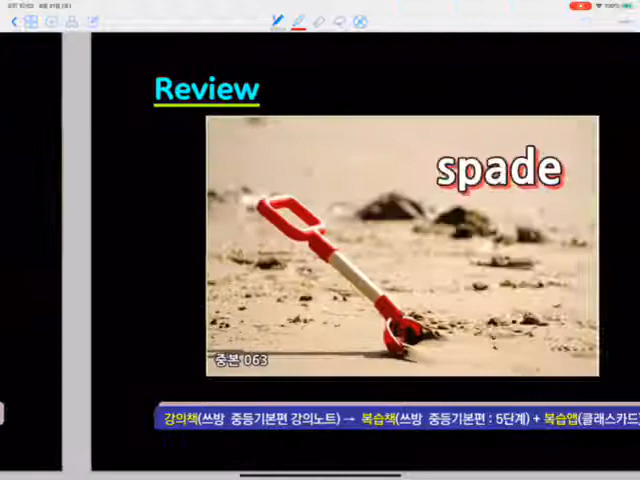 100%
Review
spade
중본 063
강의책(쓰방 중등기본편 강의노트) → 복습책(쓰방 중등기본편 : 5단계) + 복습앱(클래스카드)